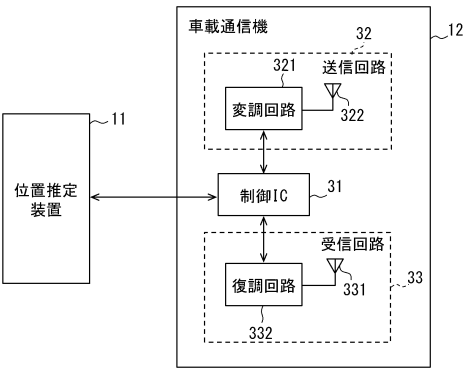 車載通信機
12
32
321
送信回路
変調回路
322
11
位置推定
装置
制御IC
31
受信回路
復調回路
331
33
332